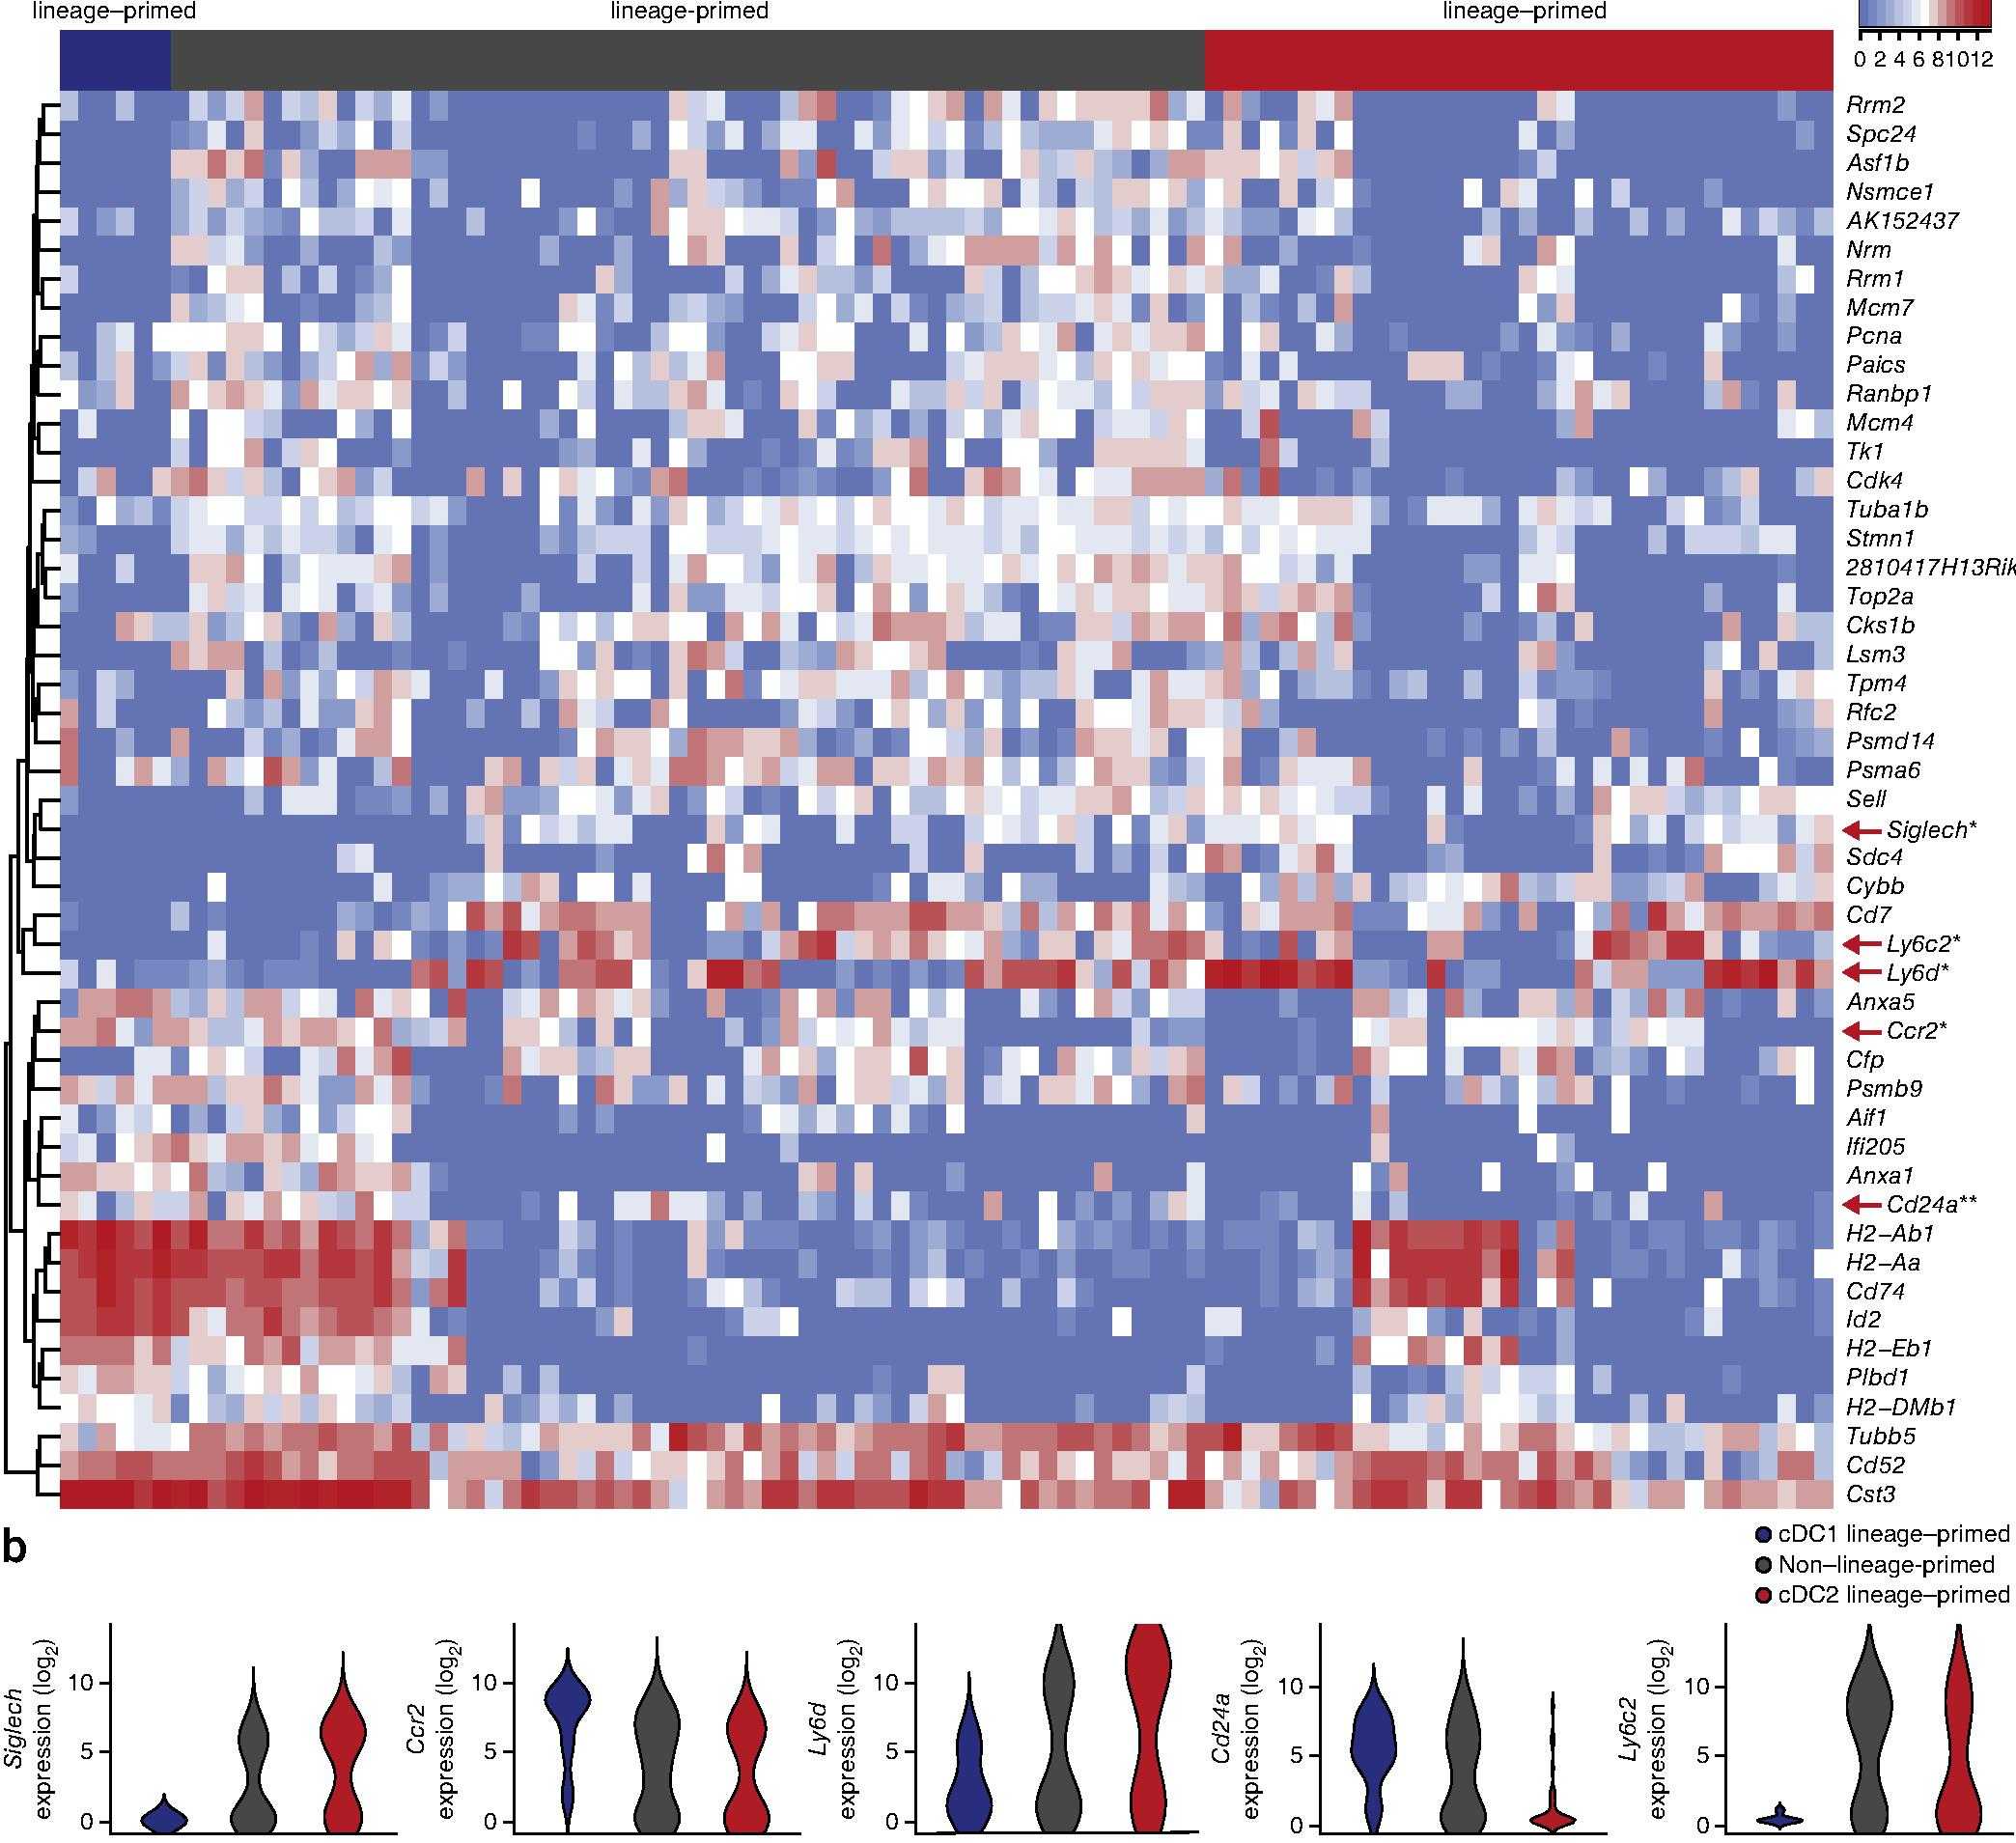 lineage–primed lineage-primed lineage–primed
0 2 4 6 8 10 12
Rrm2
Spc24
Asf1b
Nsmce1
AK152437
Nrm
Rrm1
Mcm7
Pcna
Paics
Ranbp1
Mcm4
Tk1
Cdk4
Tuba1b
Stmn1
2810417H13Rik
Top2a
Cks1b
Lsm3
Tpm4
Rfc2
Psmd14
Psma6
Sell
Siglech*
Sdc4
Cybb
Cd7
Ly6c2*
Ly6d*
Anxa5
Ccr2*
Cfp
Psmb9
Aif1
Ifi205
Anxa1
Cd24a**
H2–Ab1
H2–Aa
Cd74
Id2
H2–Eb1
Plbd1
H2–DMb1
Tubb5
Cd52
Cst3
b
cDC1 lineage–primed
Non–lineage-primed
cDC2 lineage–primed
Siglech
expression (log2)
10
5
0
Ccr2
expression (log2)
10
5
0
Ly6d
expression (log2)
10
5
0
Cd24a
expression (log2)
10
5
0
Ly6c2
expression (log2)
10
5
0